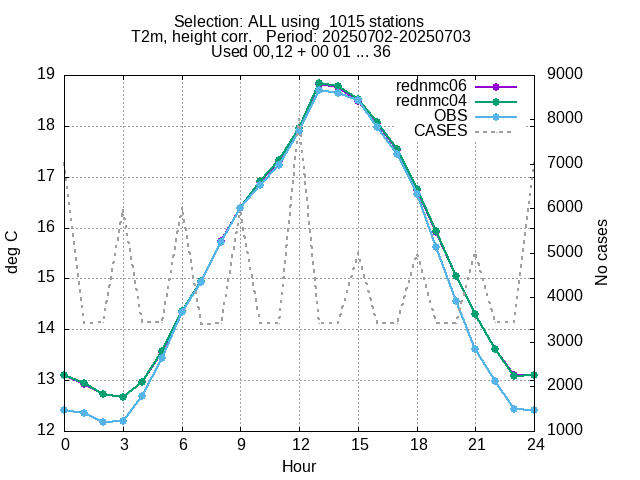 Selection: ALL using  1015 stations
T2m, height corr.   Period: 20250702-20250703
Used 00,12 + 00 01 ... 36
rednmc06
rednmc04
OBS
CASES
deg C
19
18
17
16
15
14
13
12
9000
8000
7000
6000
5000
4000
3000
2000
1000
No cases
0 3 6 9 12 15 18 21 24
Hour